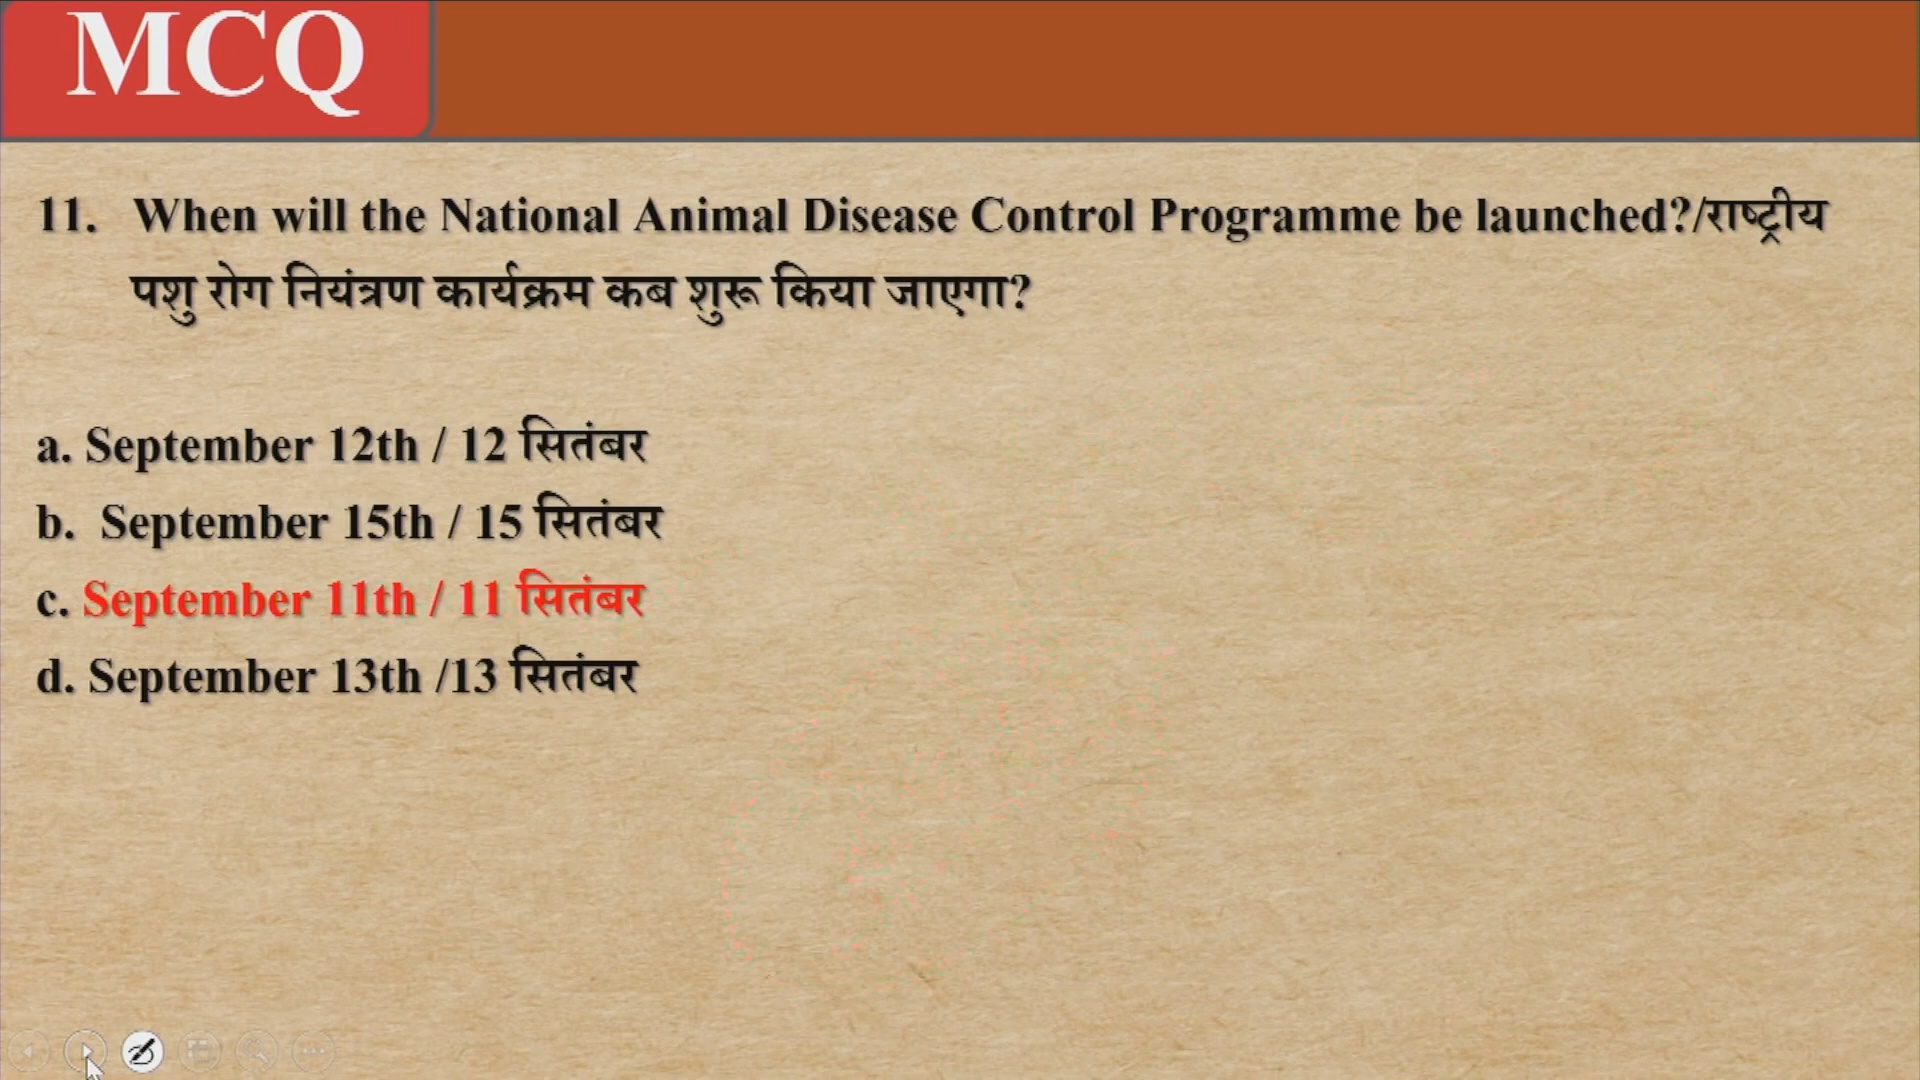 MCQ
11. When will the National Animal Disease Control Programme be launched?/राष्ट्रीय
पशु रोग नियंत्रण कार्यक्रम कब शुरू किया जाएगा?
a. September 12th / 12 सितंबर
b. September 15th / 15 सितंबर
c. September 11th / 11 सितंबर
d. September 13th /13 सितंबर